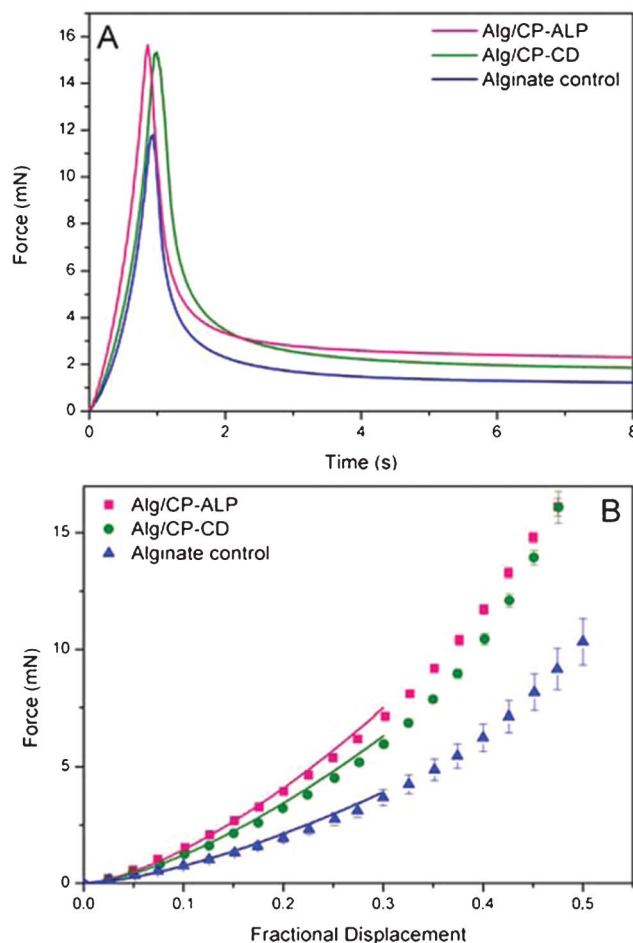 A
Alg/CP-ALP
Alg/CP-CD
Alginate control
16
14
12
10
8
6
4
2
0
Force (mN)
0 2 4 6 8
Time (s)
B
Alg/CP-ALP
Alg/CP-CD
Alginate control
15
10
5
0
Force (mN)
0.0 0.1 0.2 0.3 0.4 0.5
Fractional Displacement